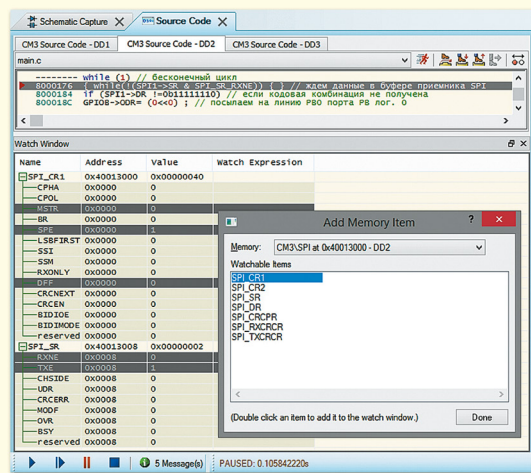 Schematic Capture X Source Code X
CM3 Source Code - DD1 CM3 Source Code - DD2 CM3 Source Code - DD3
main.c
-------- while (1) // бесконечный цикл
8000176 { while(!(SPI1->SR & SPI_SR_RXNE)) { } // ждем данные в буфере приемника SPI
8000184 if (SPI1->DR !=0b11111110) // если кодовая комбинация не получена
800018C GPIOB->ODR= (0<<0) ; // посылаем на линию PB0 порта PB лог. 0
Watch Window
Name Address Value Watch Expression
SPI_CR1 0x40013000 0x00000040
CPHA 0x0000 0
CPOL 0x0000 0
MSTR 0x0000 0
BR 0x0000 0
SPE 0x0000 1
LSBFIRST 0x0000 0
SSI 0x0000 0
SSM 0x0000 0
RXONLY 0x0000 0
DFF 0x0000 0
CRCNEXT 0x0000 0
CRCEN 0x0000 0
BIDIOE 0x0000 0
BIDIMODE 0x0000 0
reserved 0x0000 0
SPI_SR 0x40013008 0x00000002
RXNE 0x0008 0
TXE 0x0008 1
CHSIDE 0x0008 0
UDR 0x0008 0
CRCERR 0x0008 0
MODF 0x0008 0
OVR 0x0008 0
BSY 0x0008 0
reserved 0x0008 0
Add Memory Item ? X
Memory: CM3\SPI at 0x40013000 - DD2
Watchable Items
SPI_CR1
SPI_CR2
SPI_SR
SPI_DR
SPI_CRCPR
SPI_RXCRCR
SPI_TXCRCR
(Double click an item to add it to the watch window.) Done
5 Message(s) PAUSED: 0.105842220s